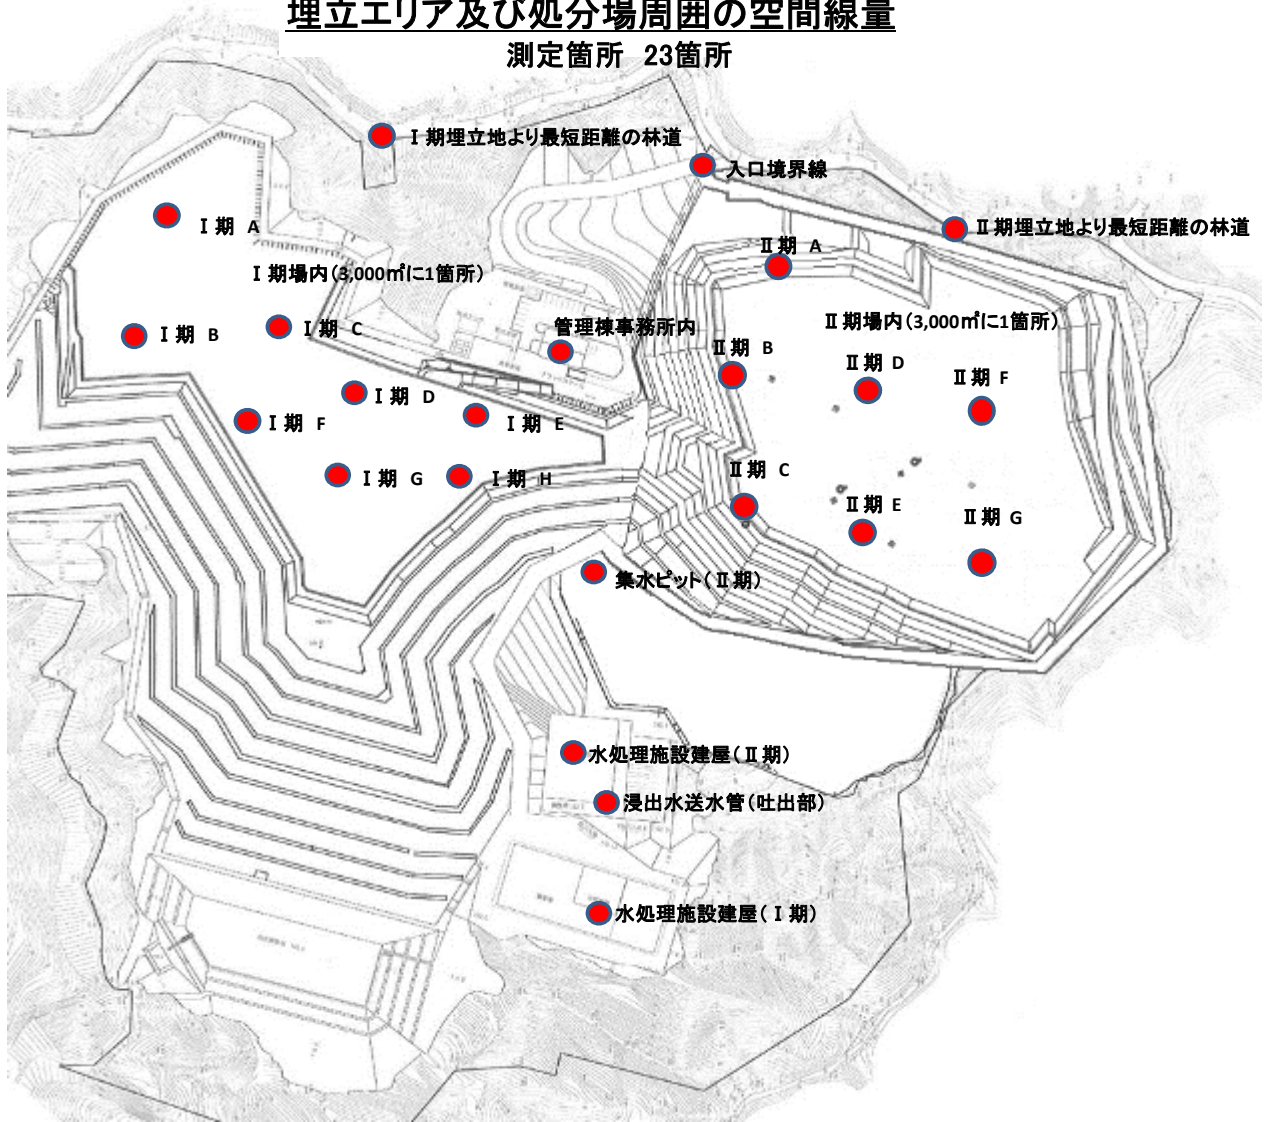 埋立エリア及び処分場周囲の空間線量
測定箇所 23箇所
Ⅰ期埋立地より最短距離の林道
入口境界線
Ⅱ期埋立地より最短距離の林道
Ⅰ期 A
Ⅱ期 A
Ⅰ期場内(3,000㎡に1箇所)
Ⅱ期場内(3,000㎡に1箇所)
Ⅰ期 B
Ⅰ期 C
管理棟事務所内
Ⅱ期 B
Ⅱ期 D
Ⅱ期 F
Ⅰ期 D
Ⅰ期 F
Ⅰ期 E
Ⅱ期 C
Ⅰ期 G
Ⅰ期 H
Ⅱ期 E
Ⅱ期 G
集水ピット(Ⅱ期)
水処理施設建屋(Ⅱ期)
浸出水送水管(吐出部)
水処理施設建屋(Ⅰ期)